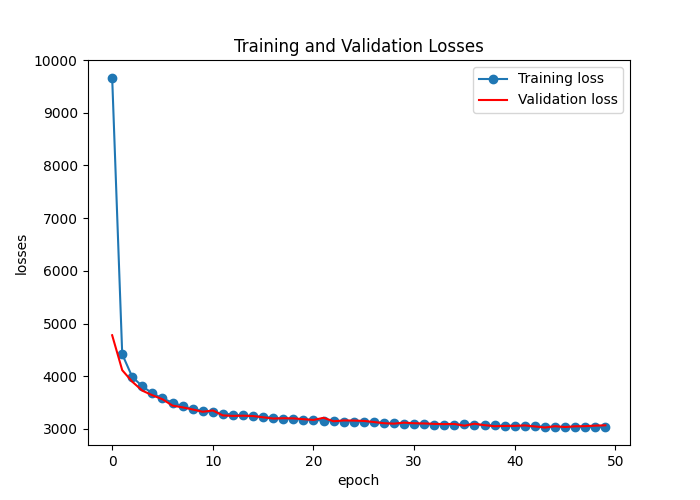 Training and Validation Losses
Training loss
Validation loss
losses
10000
9000
8000
7000
6000
5000
4000
3000
0 10 20 30 40 50
epoch